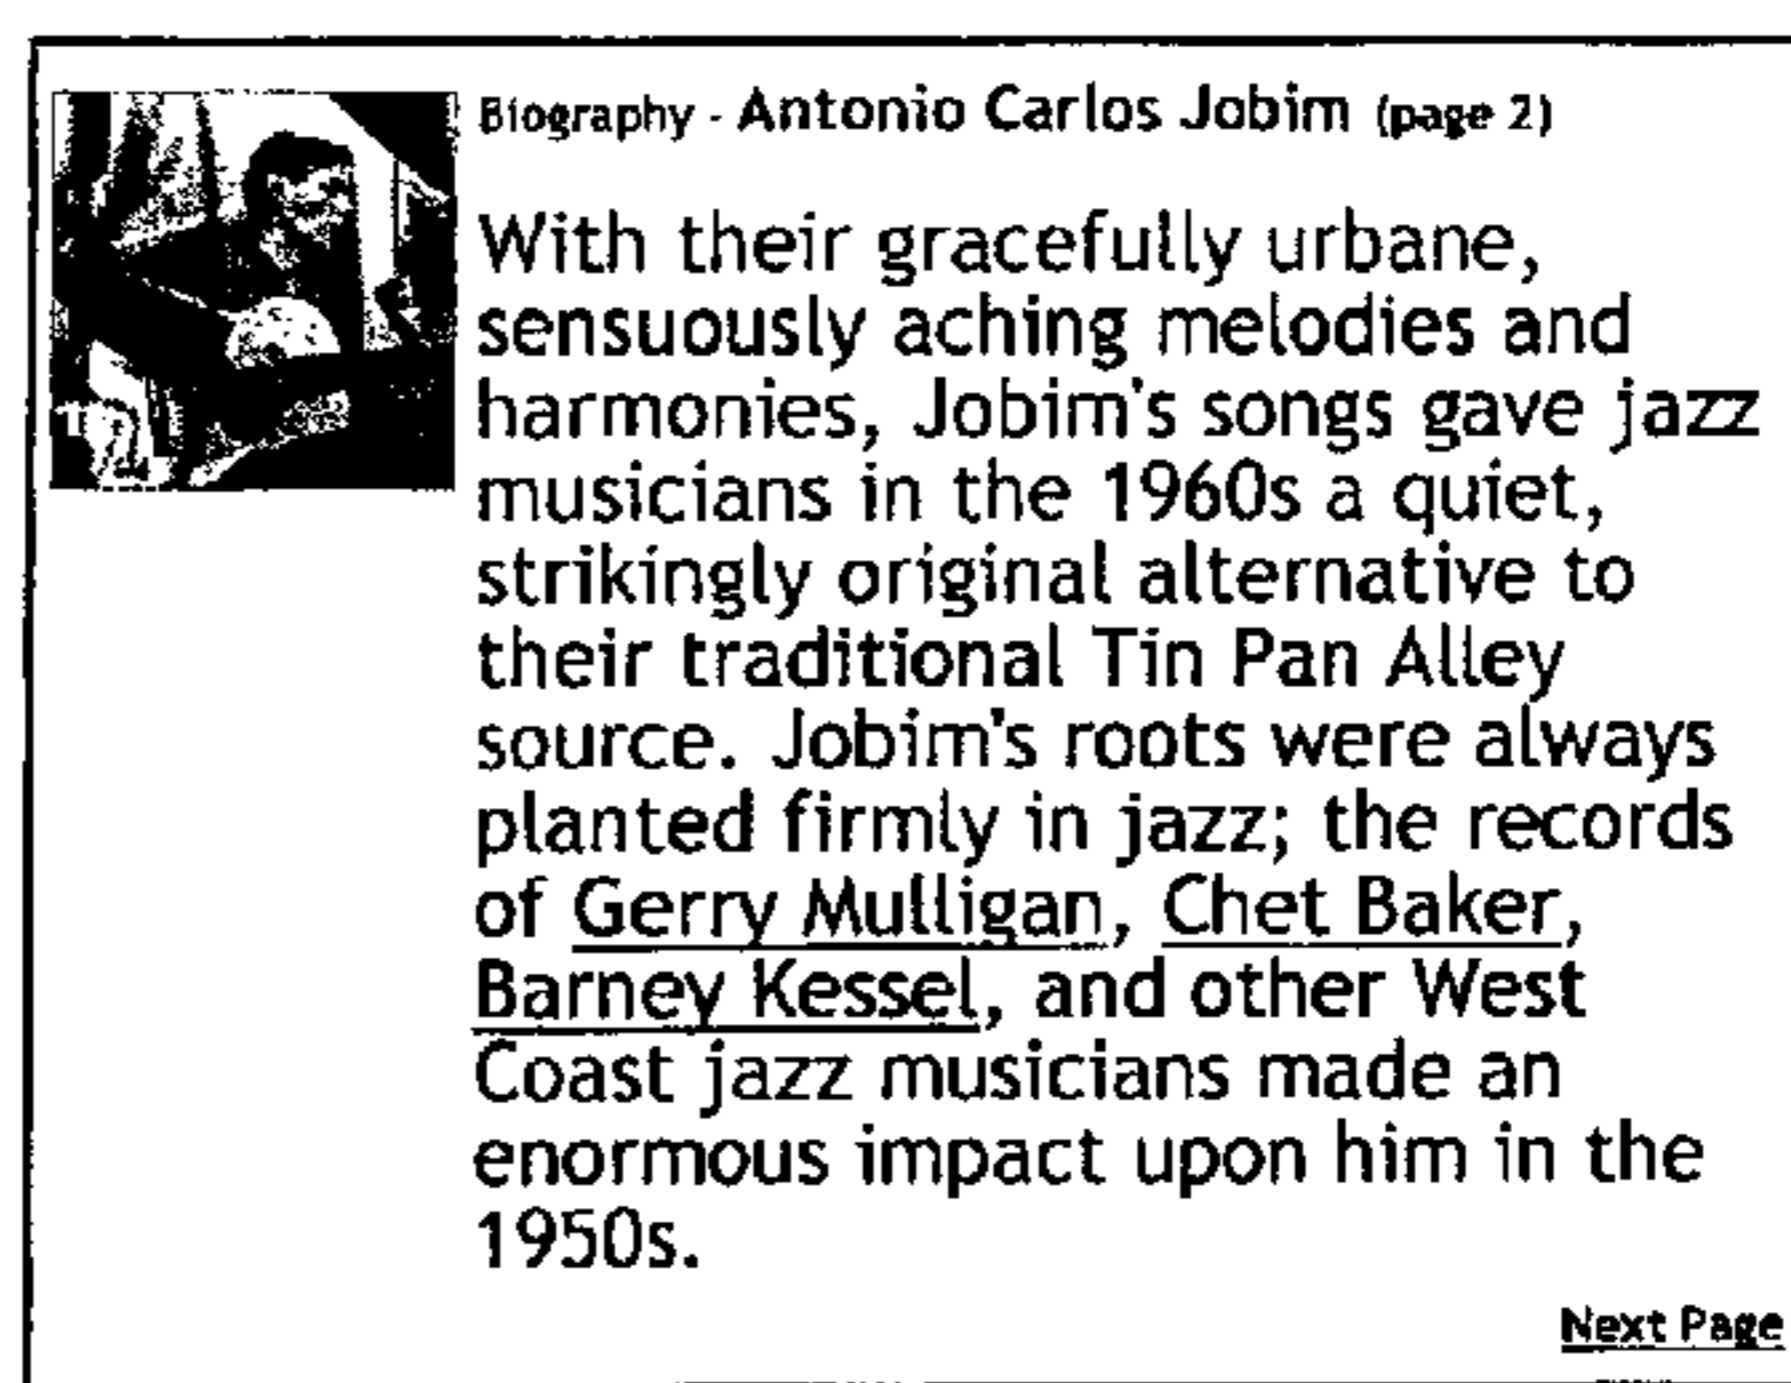 Biography - Antonio Carlos Jobim (page 2)
With their gracefully urbane,
sensuously aching melodies and
harmonies, Jobim's songs gave jazz
musicians in the 1960s a quiet,
strikingly original alternative to
their traditional Tin Pan Alley
source. Jobim's roots were always
planted firmly in jazz; the records
of Gerry Mulligan, Chet Baker,
Barney Kessel, and other West
Coast jazz musicians made an
enormous impact upon him in the
1950s.
Next Page